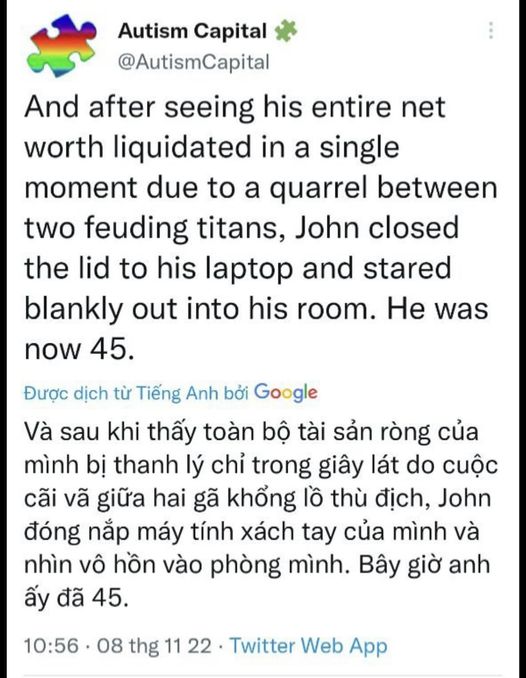 Autism Capital
@AutismCapital
And after seeing his entire net
worth liquidated in a single
moment due to a quarrel between
two feuding titans, John closed
the lid to his laptop and stared
blankly out into his room. He was
now 45.
Được dịch từ Tiếng Anh bởi Google
Và sau khi thấy toàn bộ tài sản ròng của
mình bị thanh lý chỉ trong giây lát do cuộc
cãi vã giữa hai gã khổng lồ thù địch, John
đóng nắp máy tính xách tay của mình và
nhìn vô hồn vào phòng mình. Bây giờ anh
ấy đã 45.
10:56 · 08 thg 11 22 · Twitter Web App